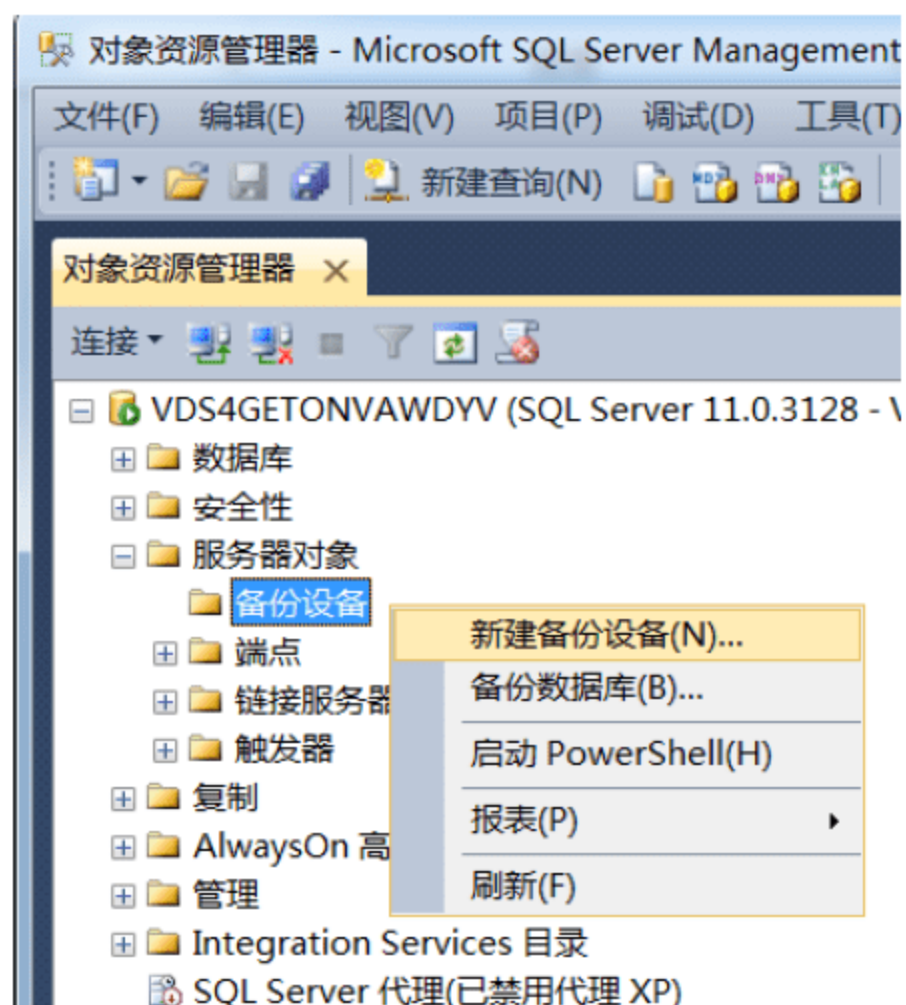 对象资源管理器 - Microsoft SQL Server Management
文件(F) 编辑(E) 视图(V) 项目(P) 调试(D) 工具(T)
新建查询(N)
对象资源管理器
连接
VDS4GETONVAWDYV (SQL Server 11.0.3128 -
数据库
安全性
服务器对象
备份设备
新建备份设备(N)...
端点
备份数据库(B)...
链接服务器
触发器
启动 PowerShell(H)
复制
报表(P)
AlwaysOn 高
管理
刷新(F)
Integration Services 目录
SQL Server 代理(已禁用代理 XP)